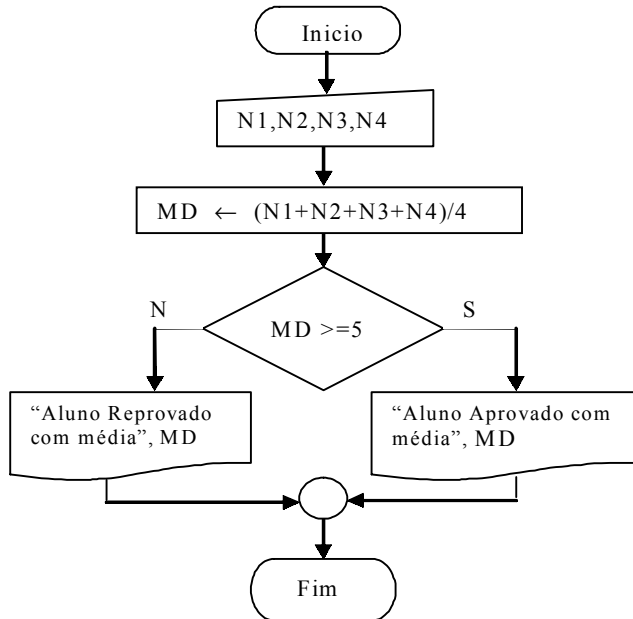 Inicio
N1,N2,N3,N4
MD ← (N1+N2+N3+N4)/4
N
S
MD >=5
“Aluno Reprovado
com média”, MD
“Aluno Aprovado com
média”, MD
Fim